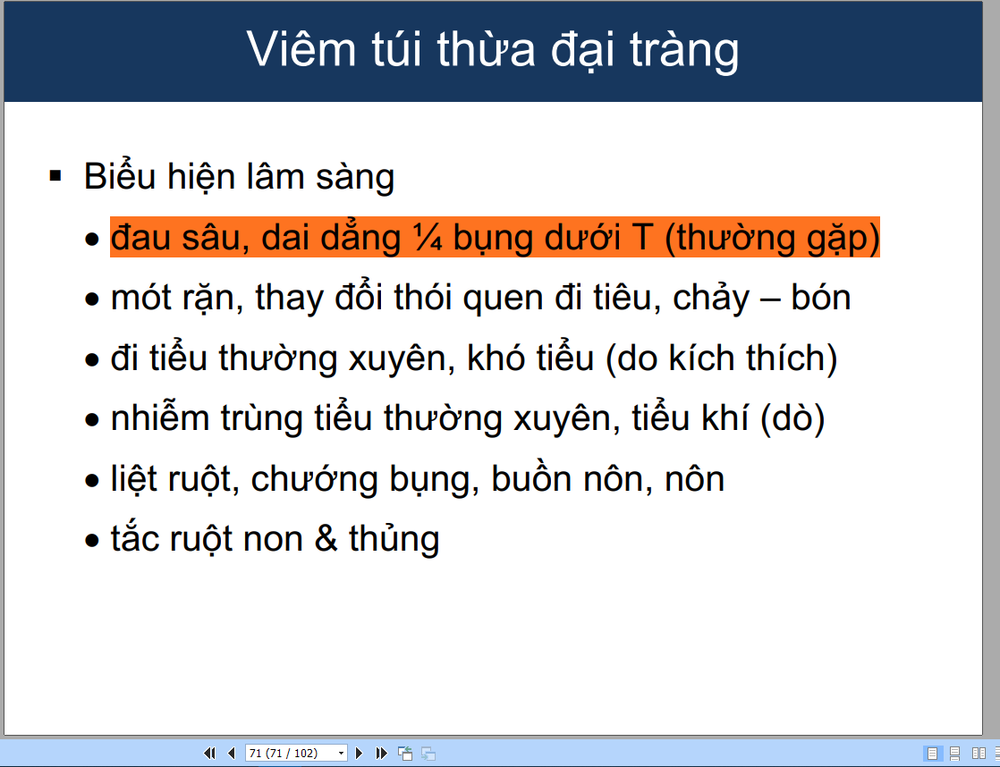 Viêm túi thừa đại tràng
▪ Biểu hiện lâm sàng
• đau sâu, dai dẳng ¼ bụng dưới T (thường gặp)
• mót rặn, thay đổi thói quen đi tiêu, chảy – bón
• đi tiểu thường xuyên, khó tiểu (do kích thích)
• nhiễm trùng tiểu thường xuyên, tiểu khí (dò)
• liệt ruột, chướng bụng, buồn nôn, nôn
• tắc ruột non & thủng
71 (71 / 102)